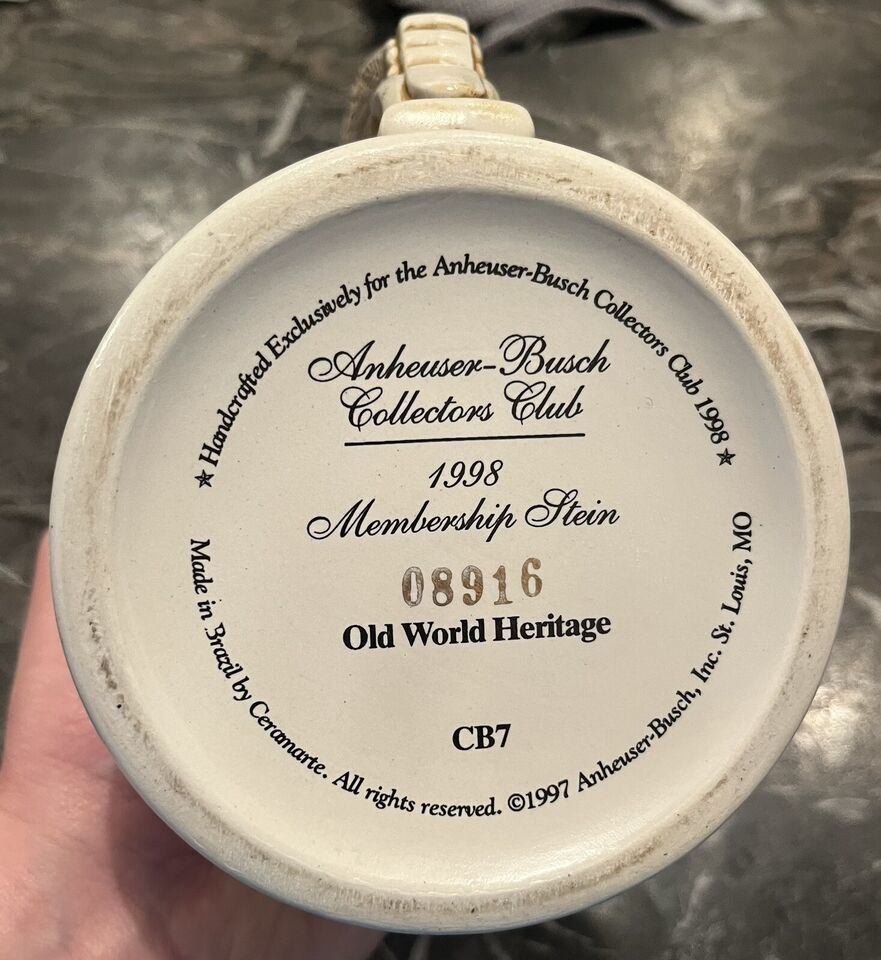 ★ Handcrafted Exclusively for the Anheuser-Busch Collectors Club 1998 ★
Anheuser-Busch
Collectors Club
1998
Membership Stein
08916
Old World Heritage
CB7
Made in Brazil by Ceramarte. All rights reserved. ©1997 Anheuser-Busch, Inc. St. Louis, MO